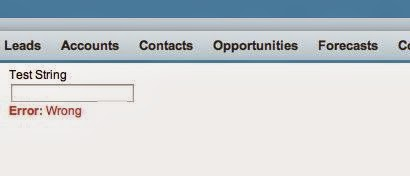 Leads Accounts Contacts Opportunities Forecasts
Test String
Error: Wrong